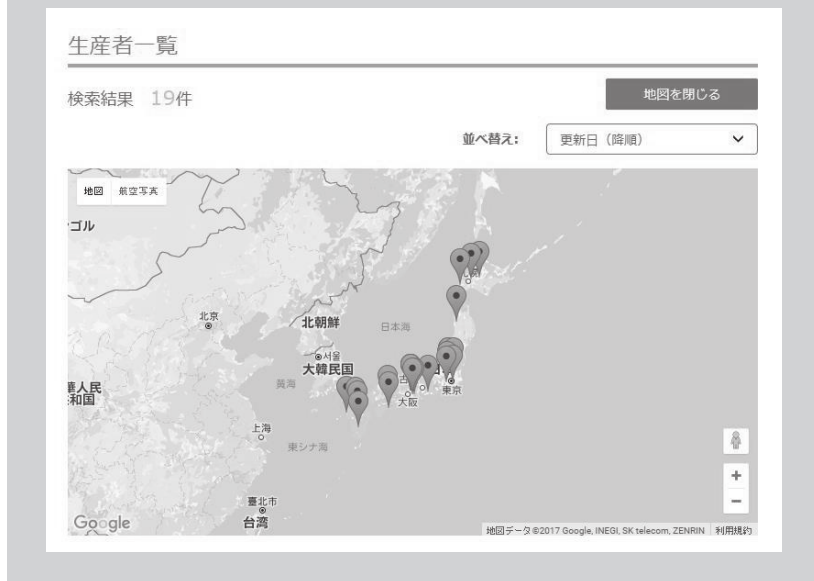 生産者一覧
検索結果 19件
地図を閉じる
並べ替え:
更新日（降順）
地図 航空写真
ゴル
北京
北朝鮮
日本海
서울
大韓民国
黄海
人民
和国
大阪
東京
上海
東シナ海
臺北市
台湾
Google
地図データ ©2017 Google, INEGI, SK telecom, ZENRIN 利用規約